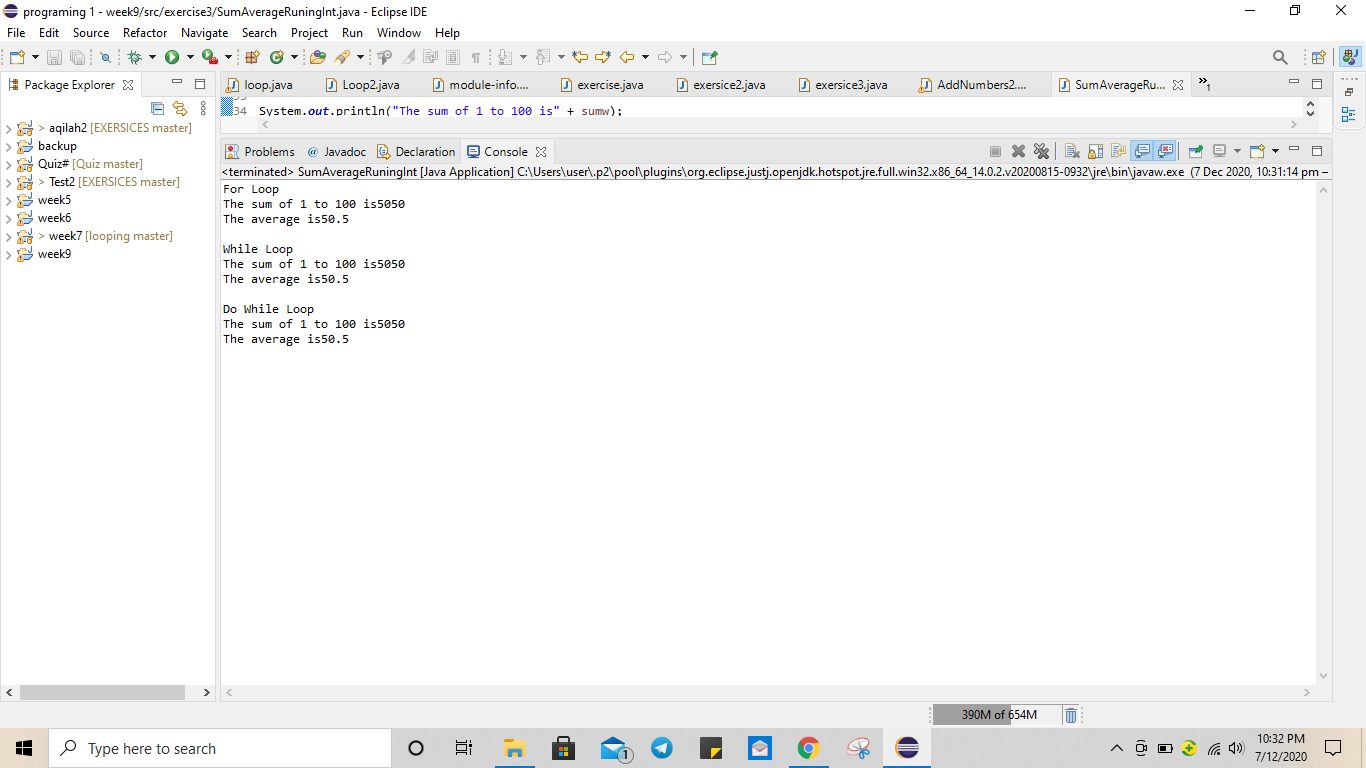 programing 1 - week9/src/exercise3/SumAverageRuningInt.java - Eclipse IDE
File Edit Source Refactor Navigate Search Project Run Window Help
Package Explorer
loop.java Loop2.java module-info.... exercise.java exersice2.java exersice3.java AddNumbers2.... SumAverageRu... »1
34 System.out.println("The sum of 1 to 100 is" + sumw);
> aqilah2 [EXERSICES master]
backup
Quiz# [Quiz master]
> Test2 [EXERSICES master]
week5
week6
> week7 [looping master]
week9
Problems @ Javadoc Declaration Console
<terminated> SumAverageRuningInt [Java Application] C:\Users\user\.p2\pool\plugins\org.eclipse.justj.openjdk.hotspot.jre.full.win32.x86_64_14.0.2.v20200815-0932\jre\bin\javaw.exe (7 Dec 2020, 10:31:14 pm –
For Loop
The sum of 1 to 100 is5050
The average is50.5
While Loop
The sum of 1 to 100 is5050
The average is50.5
Do While Loop
The sum of 1 to 100 is5050
The average is50.5
390M of 654M
Type here to search
1
10:32 PM
7/12/2020